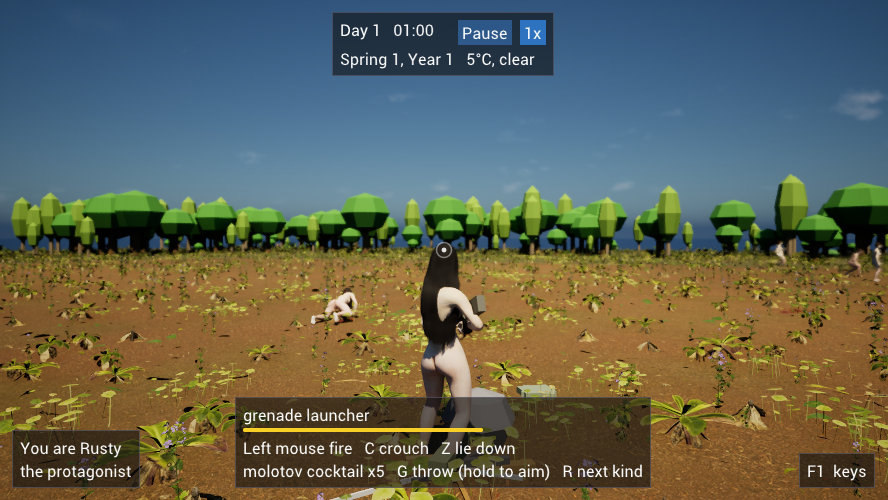 Day 1 01:00 Pause 1x
Spring 1, Year 1 5°C, clear
grenade launcher
Left mouse fire C crouch Z lie down
molotov cocktail x5 G throw (hold to aim) R next kind
You are Rusty
the protagonist
F1 keys